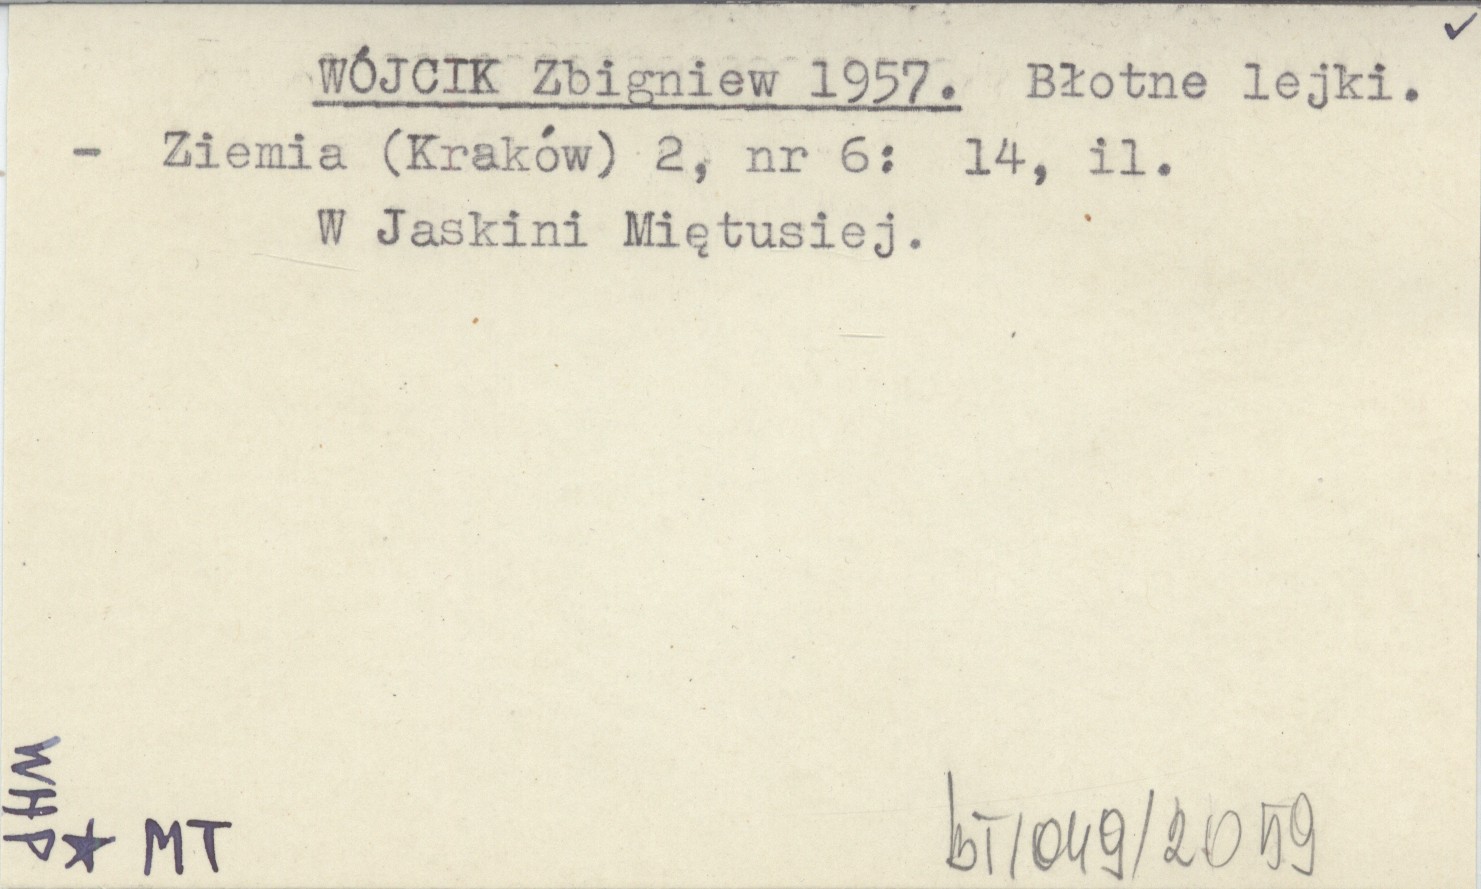 WÓJCIK Zbigniew 1957. Błotne lejki.
- Ziemia (Kraków) 2, nr 6: 14, il.
W Jaskini Miętusiej.
WHP
★ MT
bT/049/2059